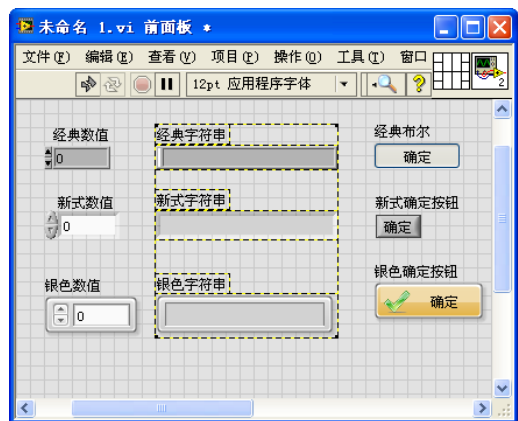 未命名 1.vi 前面板 *
文件(F) 编辑(E) 查看(V) 项目(P) 操作(O) 工具(T) 窗口
12pt 应用程序字体
2
经典数值 经典字符串 经典布尔
0 确定
新式数值 新式字符串 新式确定按钮
0 确定
银色数值 银色字符串 银色确定按钮
0 确定